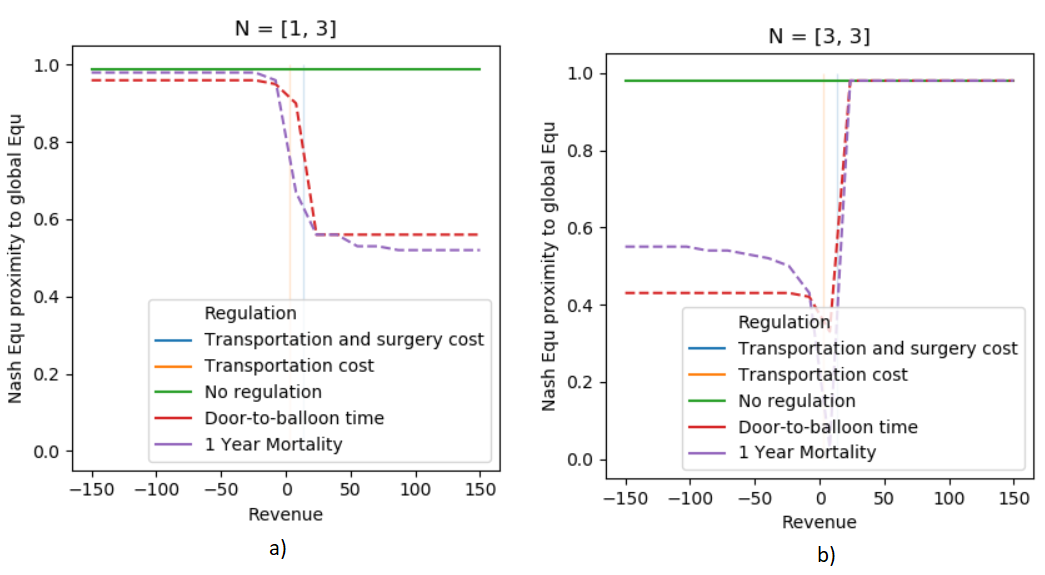 N = [1, 3]
Nash Equ proximity to global Equ
1.0
0.8
0.6
0.4
0.2
0.0
Regulation
Transportation and surgery cost
Transportation cost
No regulation
Door-to-balloon time
1 Year Mortality
−150 −100 −50 0 50 100 150
Revenue
a)
N = [3, 3]
Nash Equ proximity to global Equ
1.0
0.8
0.6
0.4
0.2
0.0
Regulation
Transportation and surgery cost
Transportation cost
No regulation
Door-to-balloon time
1 Year Mortality
−150 −100 −50 0 50 100 150
Revenue
b)